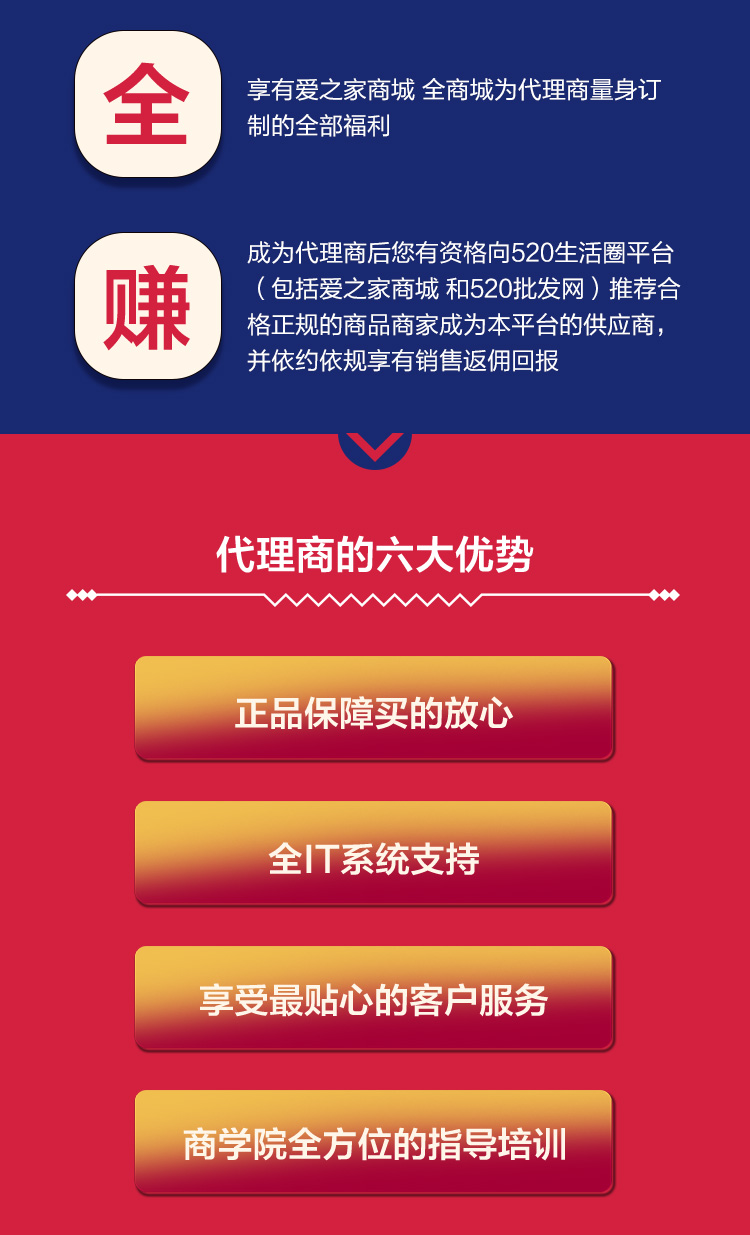 全
享有爱之家商城 全商城为代理商量身订
制的全部福利
赚
成为代理商后您有资格向520生活圈平台
（包括爱之家商城 和520批发网）推荐合
格正规的商品商家成为本平台的供应商，
并依约依规享有销售返佣回报
代理商的六大优势
正品保障买的放心
全IT系统支持
享受最贴心的客户服务
商学院全方位的指导培训